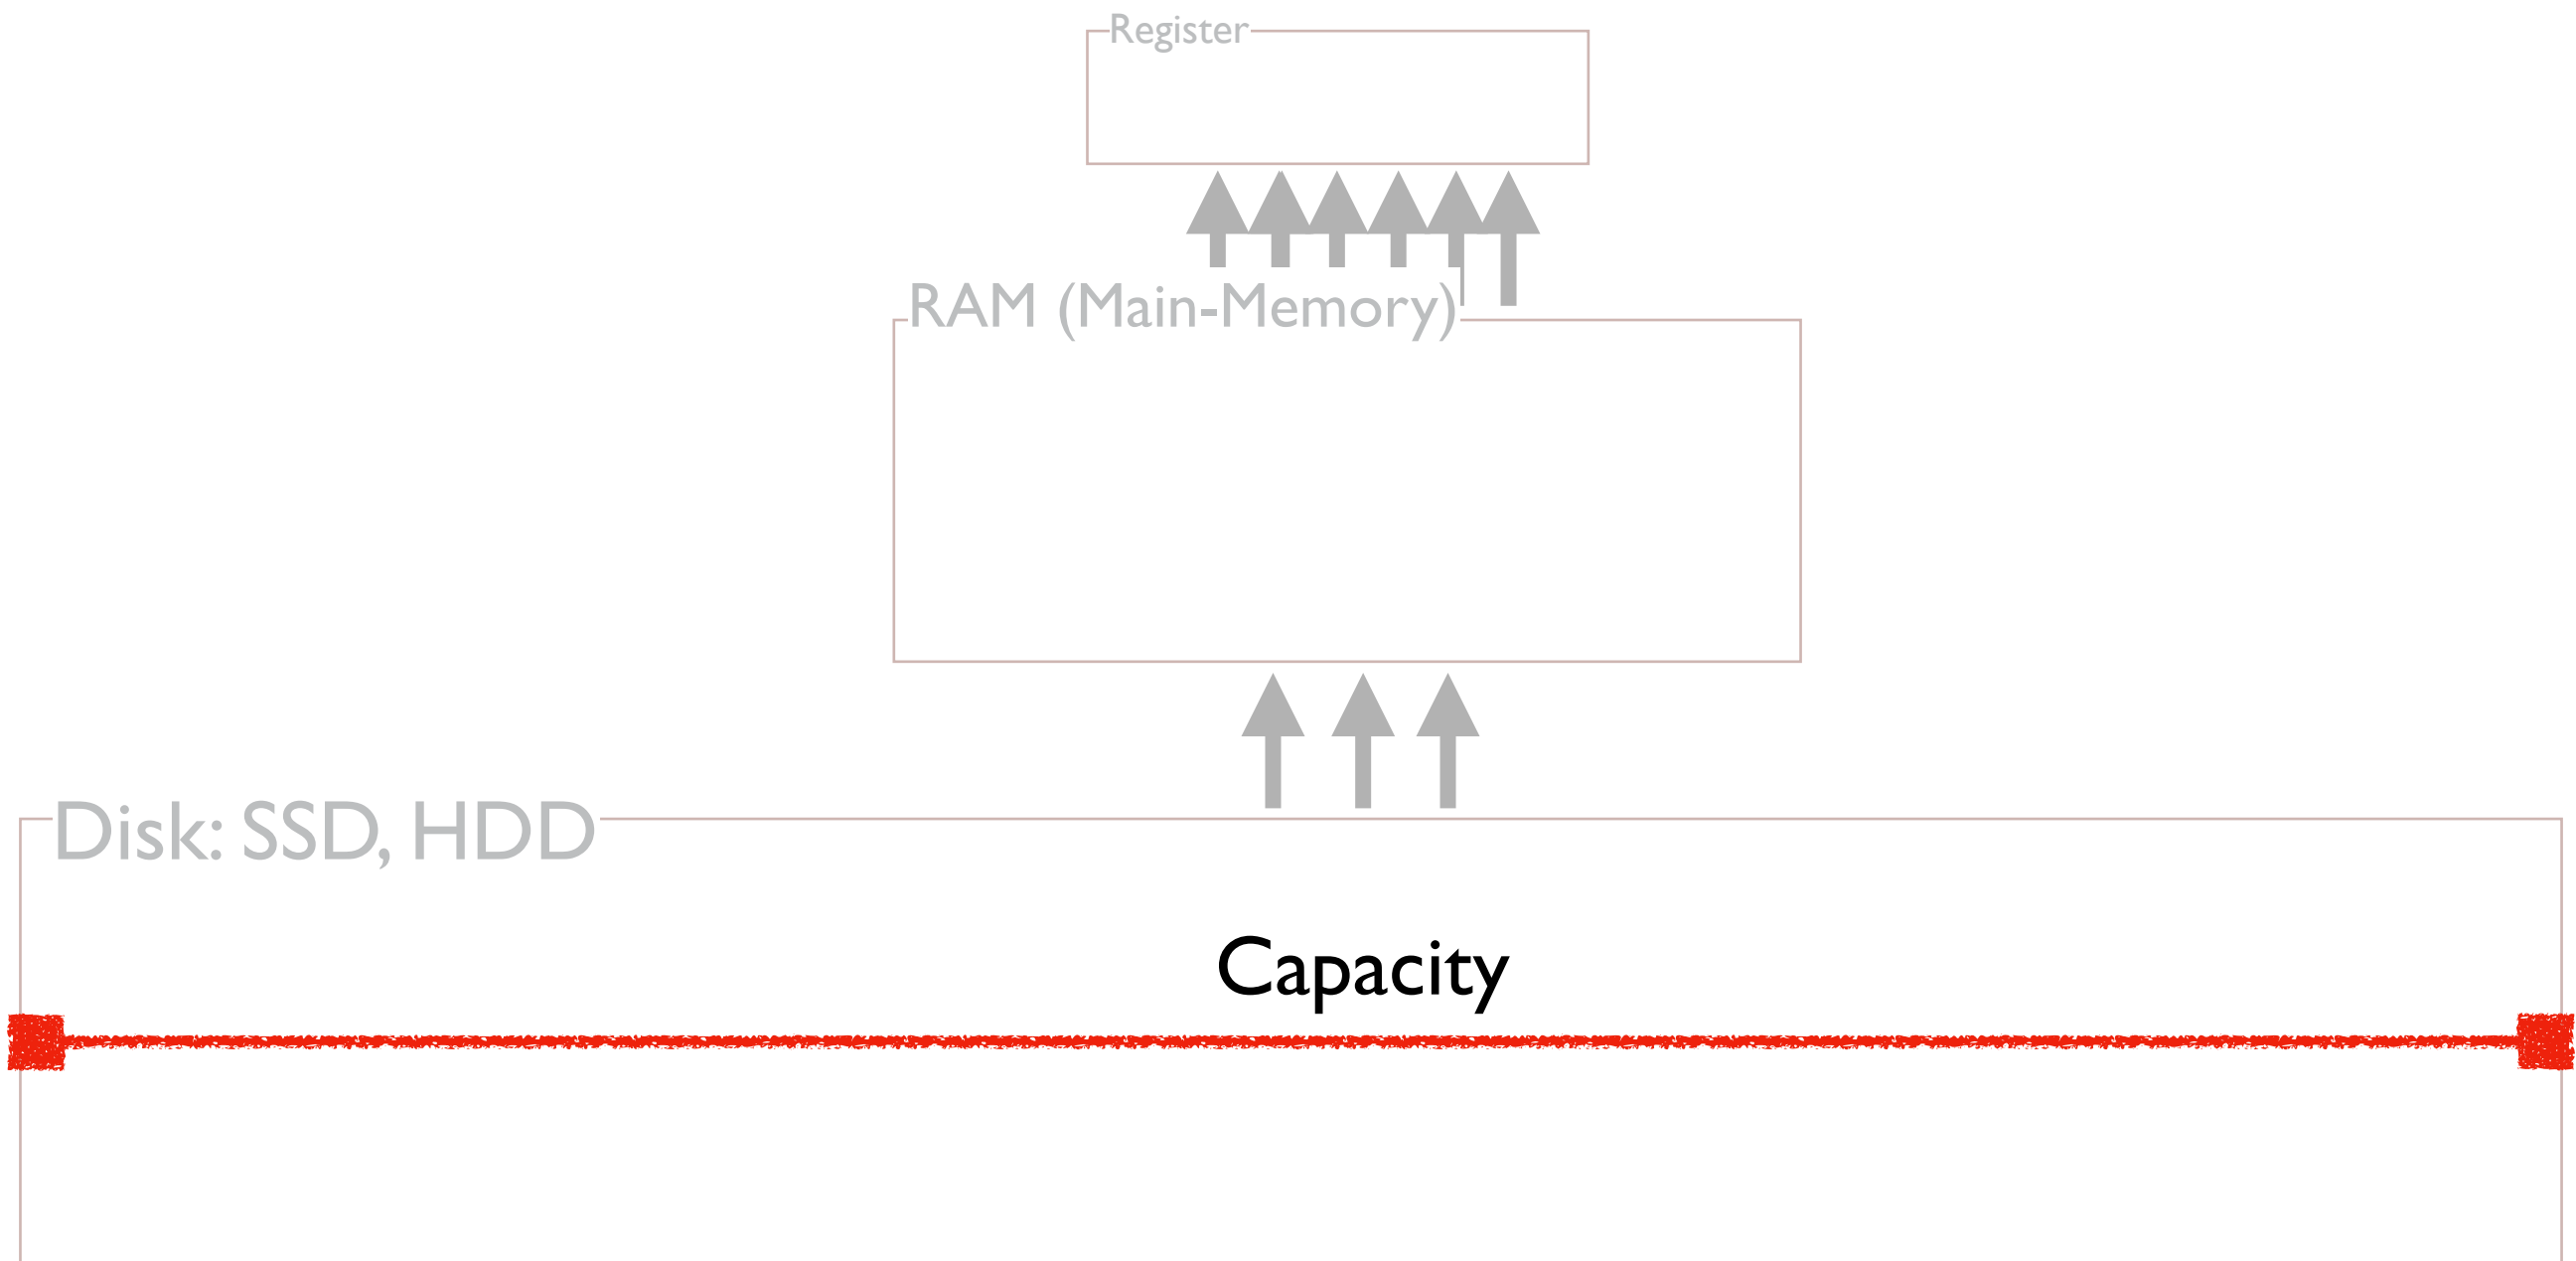 Register
RAM (Main-Memory)
Disk: SSD, HDD
Capacity